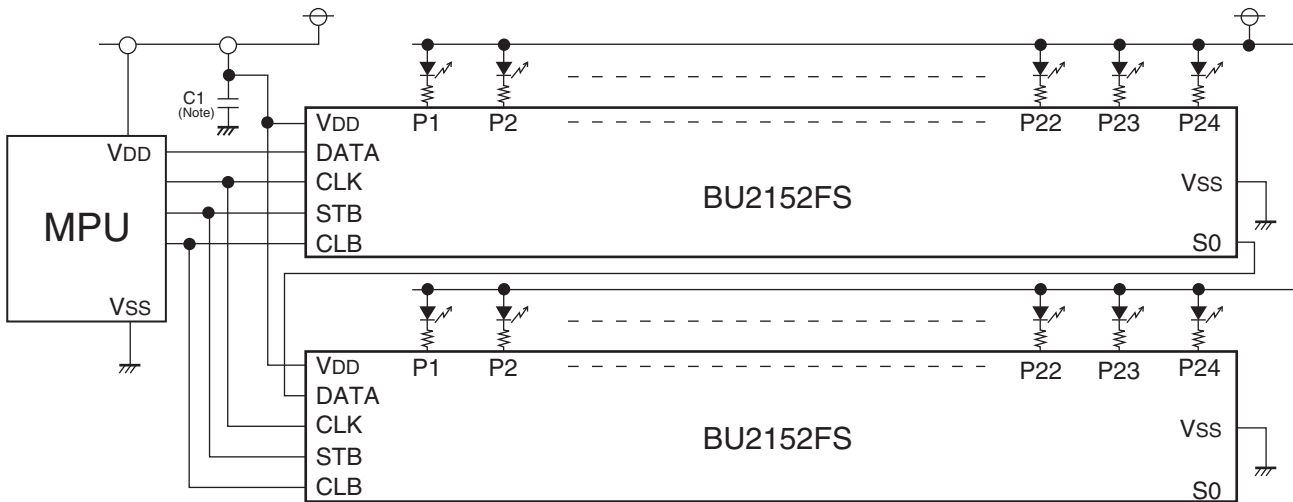 C1
(Note)
VDD
P1
P2
P22
P23
P24
VDD
DATA
CLK
STB
CLB
MPU
VSS
BU2152FS
VSS
S0
VDD
P1
P2
P22
P23
P24
DATA
CLK
STB
CLB
BU2152FS
VSS
S0